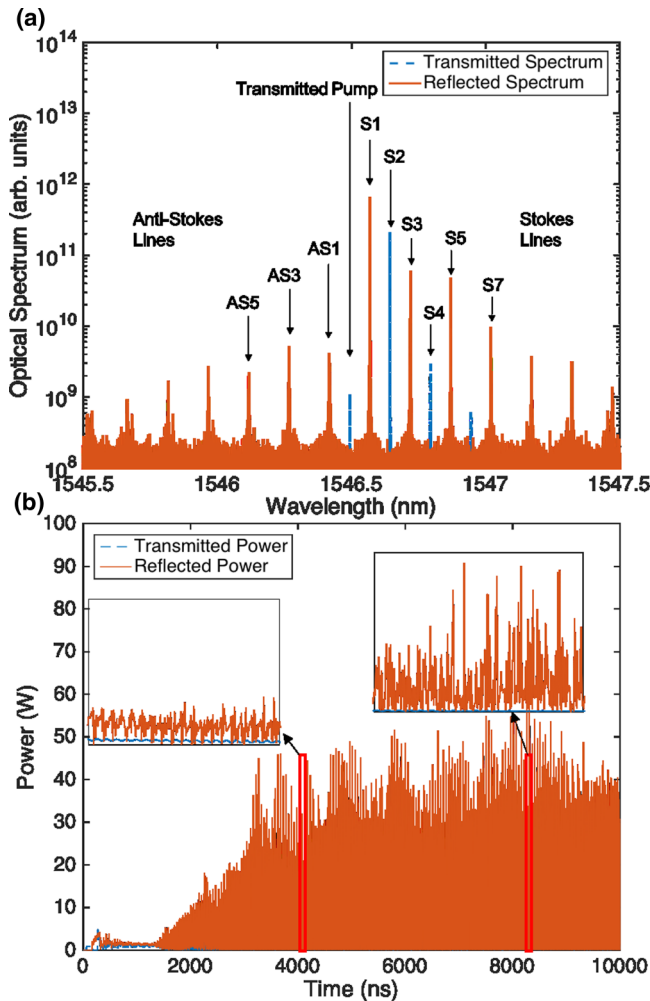 (a)
10^14
Transmitted Spectrum
Reflected Spectrum
Transmitted Pump
10^13
S1
S2
10^12
Anti-Stokes
Lines
S3
S5
Stokes
Lines
10^11
AS1
AS3
S7
AS5
S4
10^10
10^9
10^8
Optical Spectrum (arb. units)
1545.5 1546 1546.5 1547 1547.5
Wavelength (nm)
(b)
100
Transmitted Power
Reflected Power
90
80
70
60
50
40
30
20
10
0
Power (W)
0 2000 4000 6000 8000 10000
Time (ns)